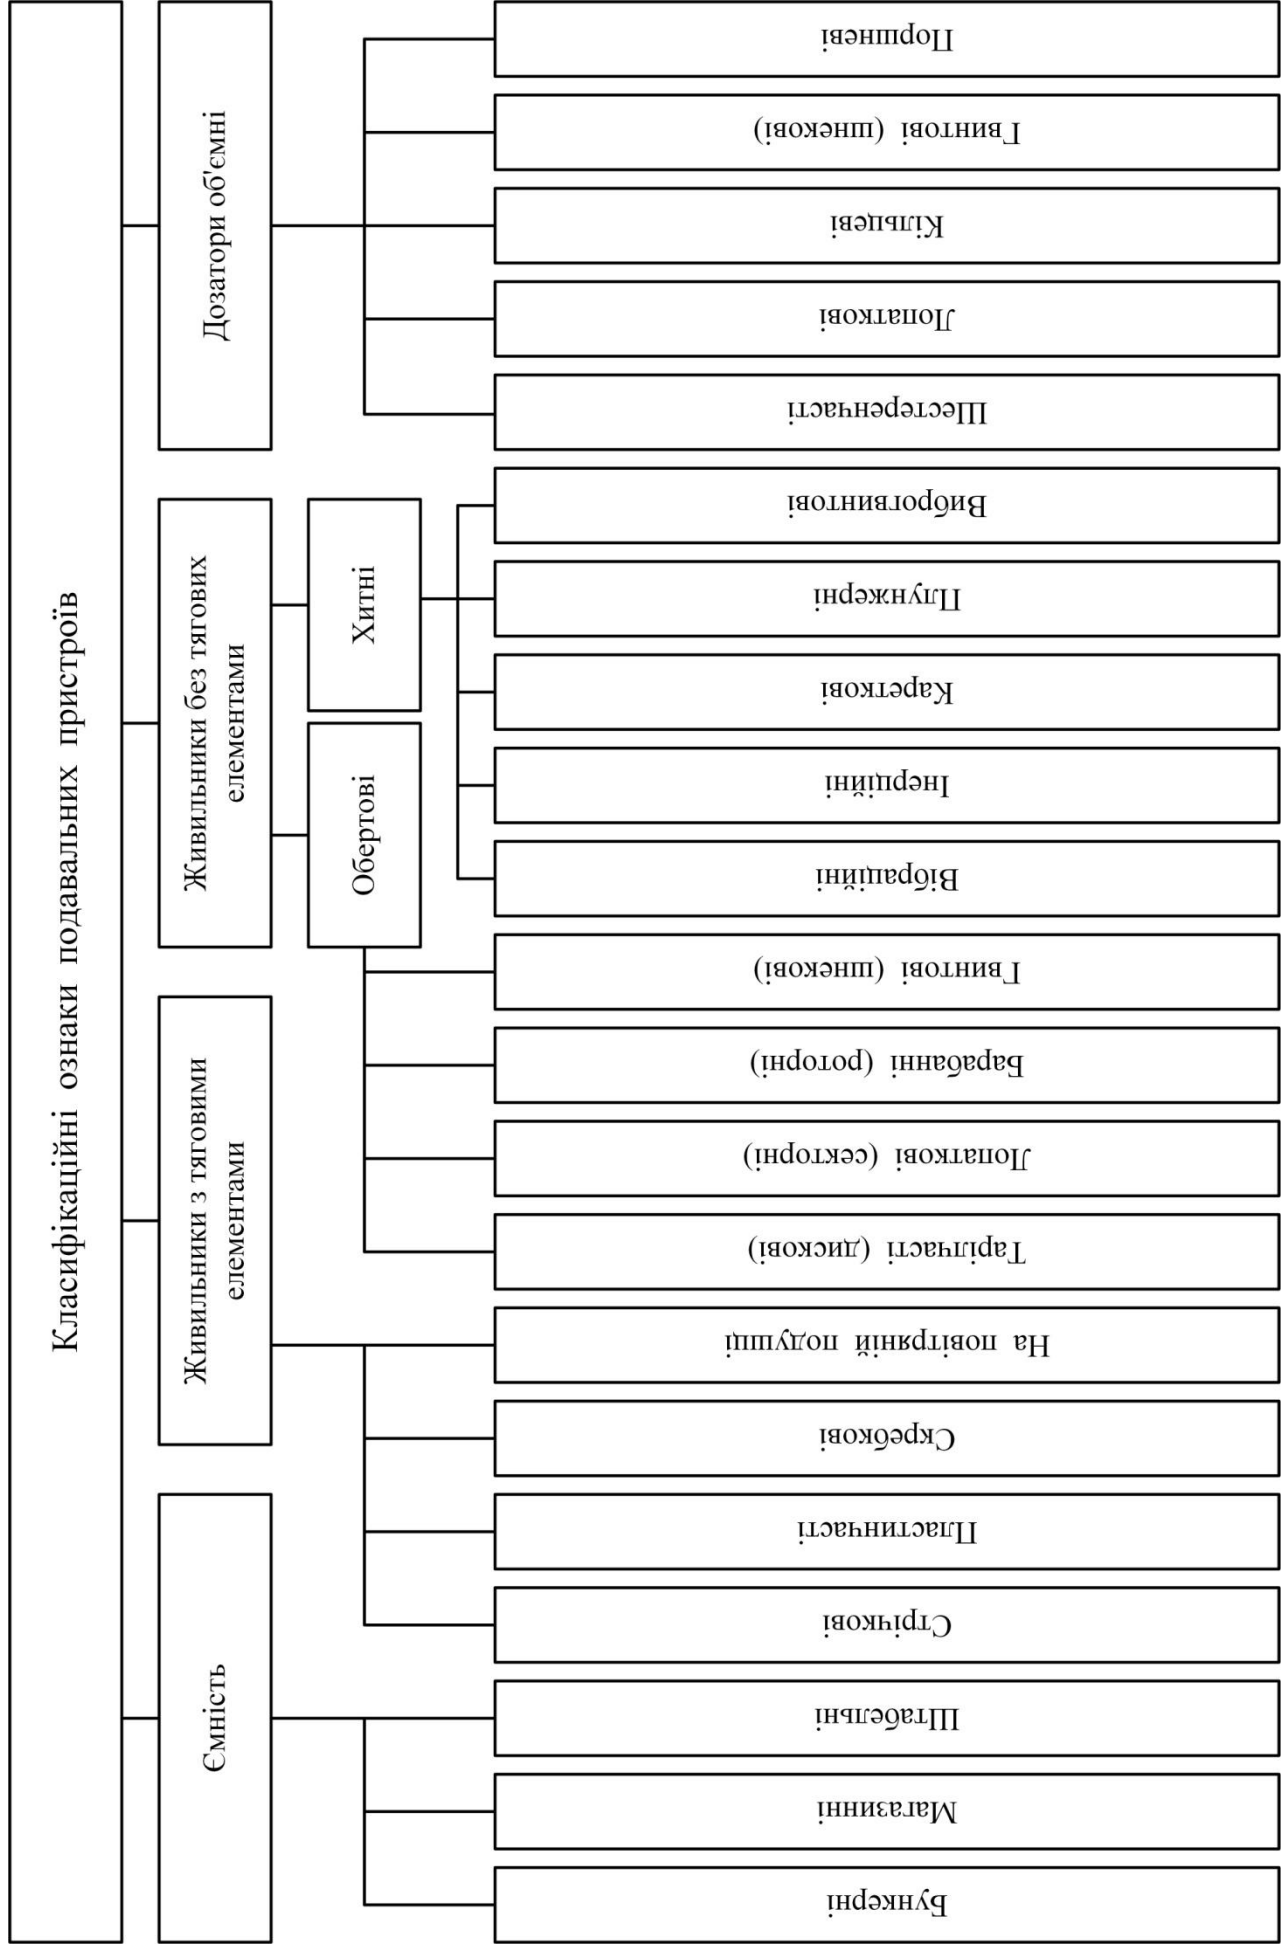 Класифікаційні ознаки подавальних пристроїв
Ємність
Живильники з тяговими
елементами
Живильники без тягових
елементами
Дозатори об'ємні
Обертові
Хитні
Бункерні
Магазинні
Штабельні
Стрічкові
Пластинчасті
Скребкові
На повітряній подушці
Тарілчасті (дискові)
Лопаткові (секторні)
Барабанні (роторні)
Гвинтові (шнекові)
Вібраційні
Інерційні
Кареткові
Плунжерні
Виброгвинтові
Шестеренчасті
Лопаткові
Кільцеві
Гвинтові (шнекові)
Поршневі